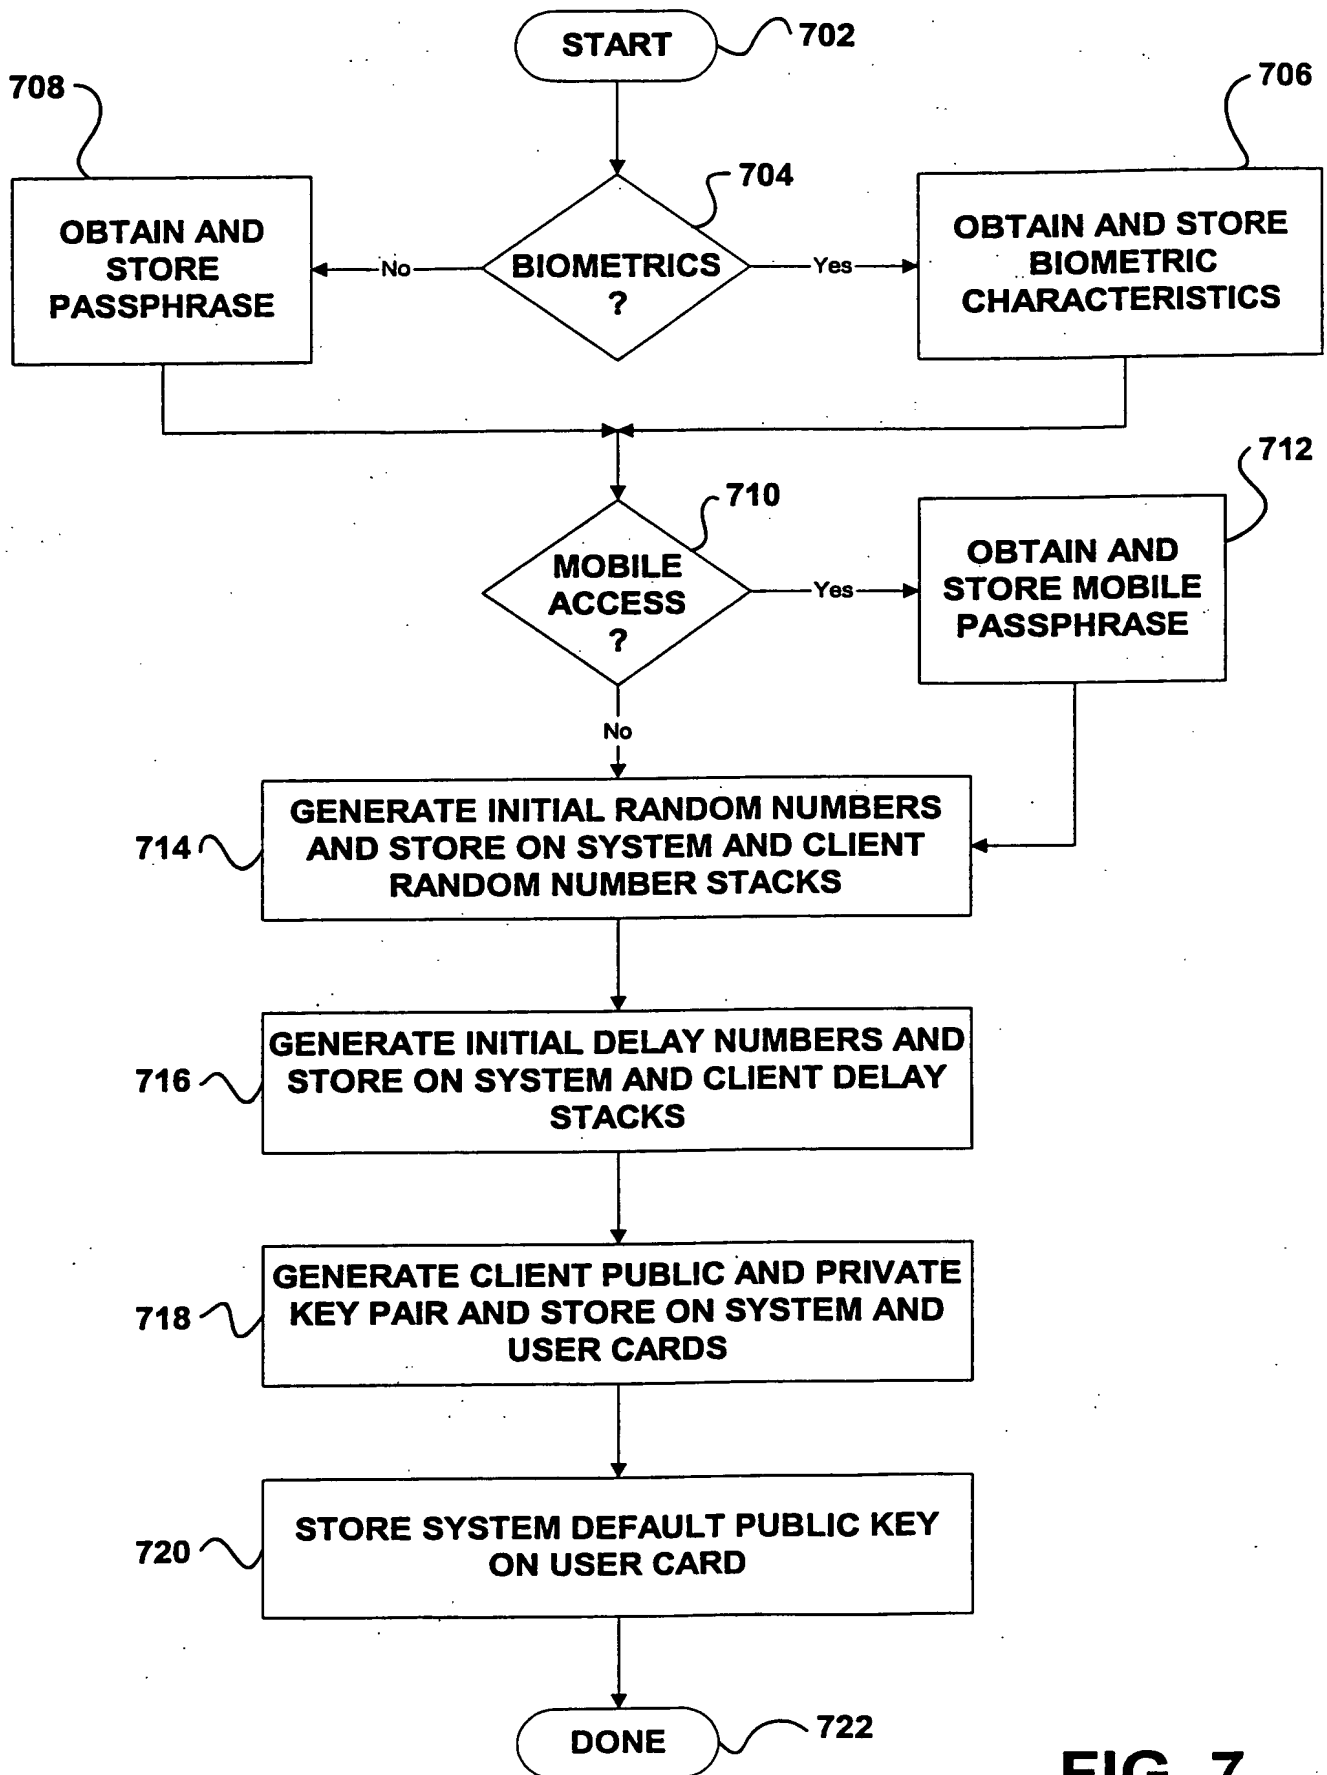 START
702
708
706
704
OBTAIN AND
STORE
PASSPHRASE
No
BIOMETRICS
?
Yes
OBTAIN AND STORE
BIOMETRIC
CHARACTERISTICS
712
710
MOBILE
ACCESS
?
Yes
OBTAIN AND
STORE MOBILE
PASSPHRASE
No
714
GENERATE INITIAL RANDOM NUMBERS
AND STORE ON SYSTEM AND CLIENT
RANDOM NUMBER STACKS
716
GENERATE INITIAL DELAY NUMBERS AND
STORE ON SYSTEM AND CLIENT DELAY
STACKS
718
GENERATE CLIENT PUBLIC AND PRIVATE
KEY PAIR AND STORE ON SYSTEM AND
USER CARDS
720
STORE SYSTEM DEFAULT PUBLIC KEY
ON USER CARD
DONE
722
FIG. 7